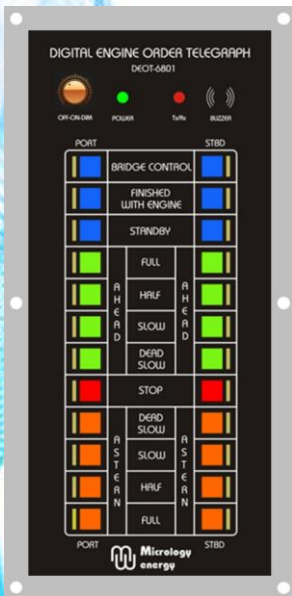 DIGITAL ENGINE ORDER TELEGRAPH
DEOT-6801
OFF-ON-DIM POWER Tx/Rx BUZZER
PORT STBD
BRIDGE CONTROL
FINISHED
WITH ENGINE
STANDBY
AHEAD
FULL
HALF
SLOW
DEAD
SLOW
AHEAD
STOP
ASTERN
DEAD
SLOW
SLOW
HALF
FULL
ASTERN
PORT STBD
Micrology
energy